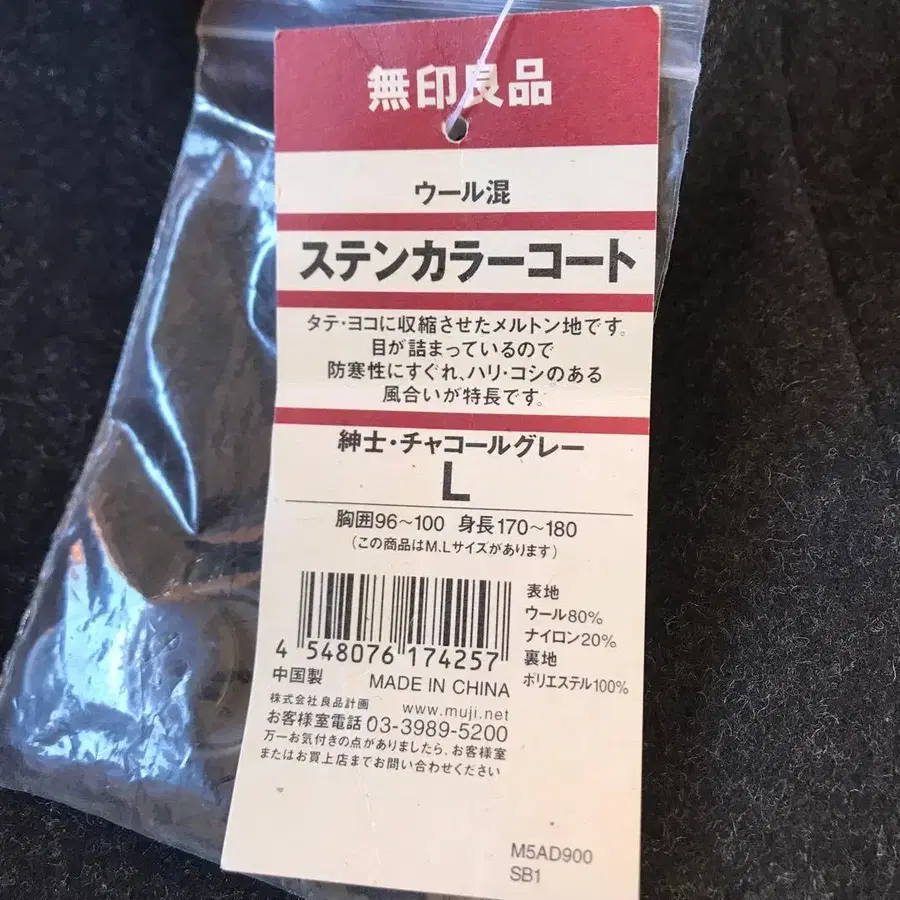 無印良品
ウール混
ステンカラーコート
タテ・ヨコに収縮させたメルトン地です。
目が詰まっているので
防寒性にすぐれ、ハリ・コシのある
風合いが特長です。
紳士・チャコールグレー
L
胸囲96～100 身長170～180
(この商品はM.Lサイズがあります)
表地
ウール80%
ナイロン20%
裏地
ポリエステル100%
4 548076 174257
中国製 MADE IN CHINA
株式会社良品計画 www.muji.net
お客様室電話 03-3989-5200
万一お気付きの点がありましたら、お客様室
またはお買上店までお問い合わせください
M5AD900
SB1